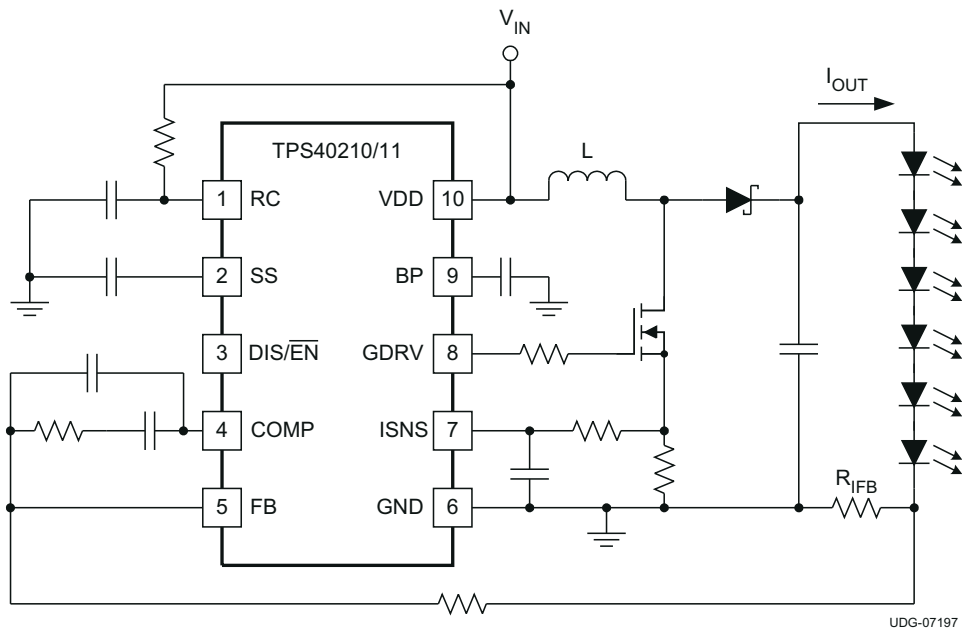 V_IN
I_OUT
TPS40210/11
L
1 RC
VDD 10
2 SS
BP 9
3 DIS/E̅N̅
GDRV 8
4 COMP
ISNS 7
R_IFB
5 FB
GND 6
UDG-07197